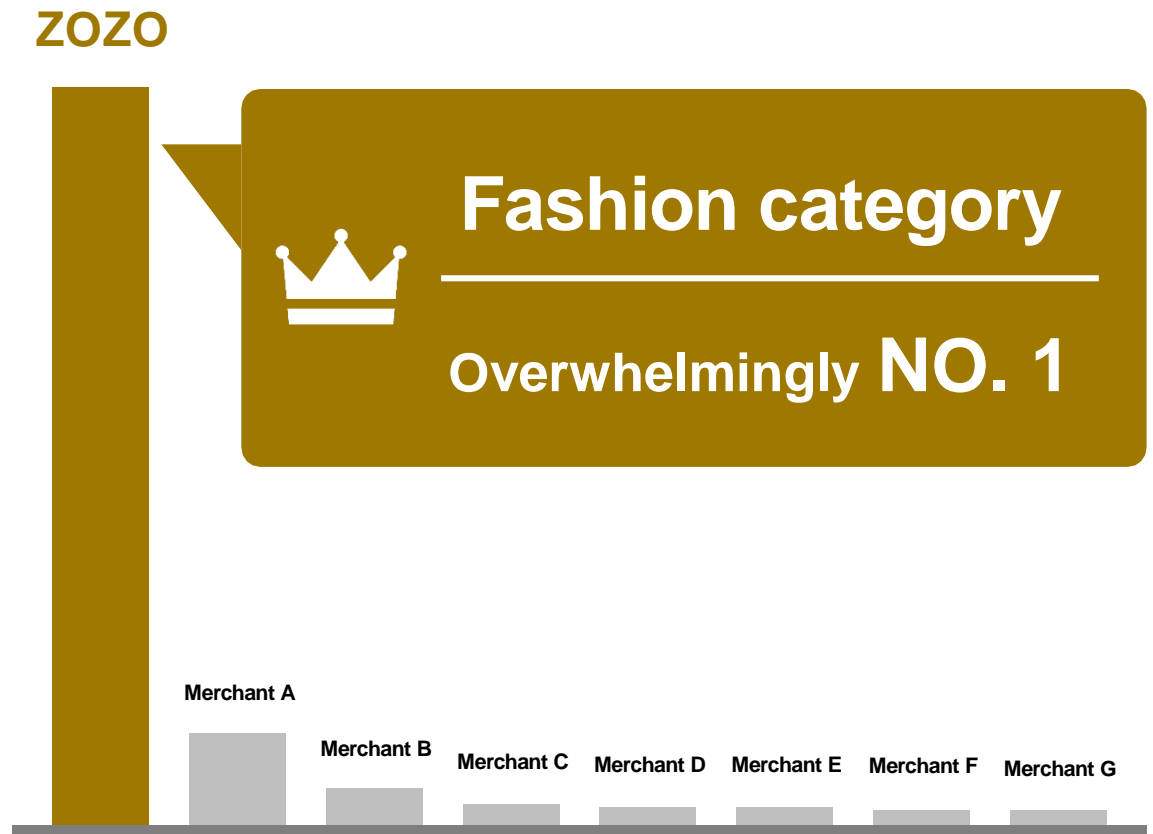 ZOZO
Fashion category
Overwhelmingly NO. 1
Merchant A
Merchant B
Merchant C
Merchant D
Merchant E
Merchant F
Merchant G